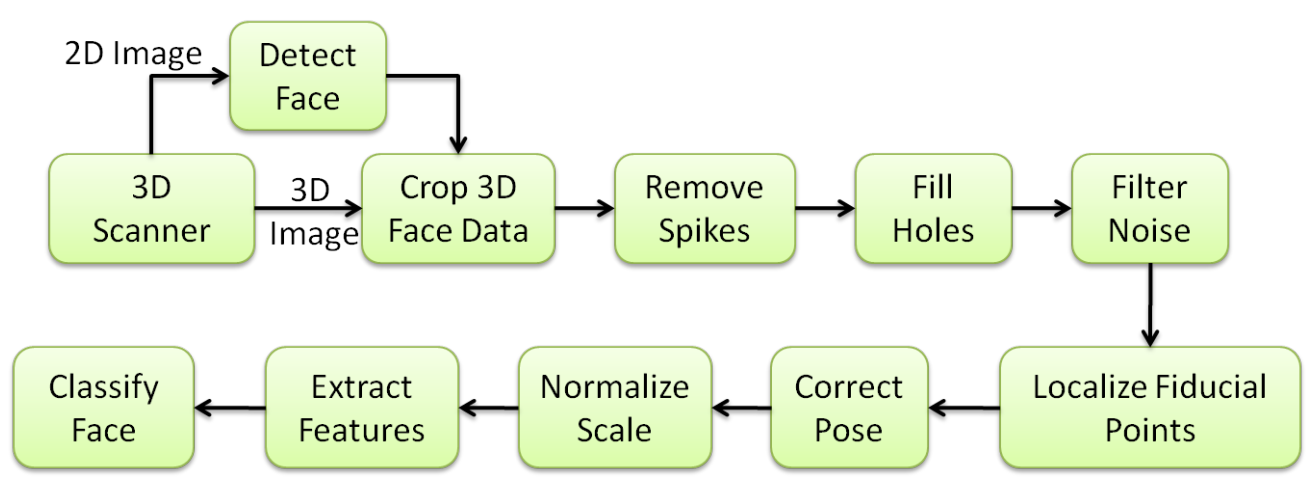 2D Image
Detect
Face
3D
Scanner
3D
Image
Crop 3D
Face Data
Remove
Spikes
Fill
Holes
Filter
Noise
Localize Fiducial
Points
Correct
Pose
Normalize
Scale
Extract
Features
Classify
Face